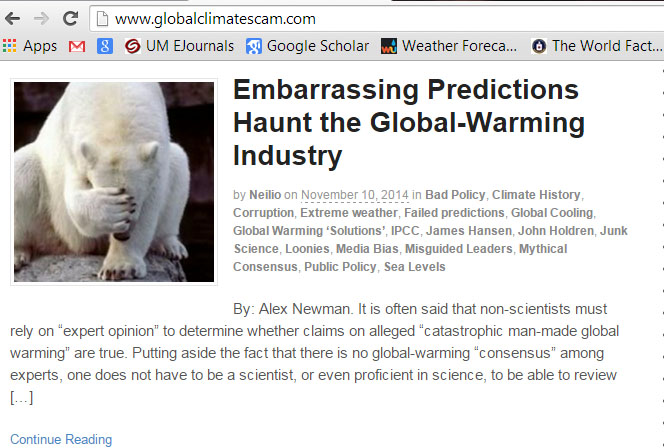 www.globalclimatescam.com
Apps UM EJournals Google Scholar Weather Foreca... The World Fact...
Embarrassing Predictions
Haunt the Global-Warming
Industry
by Neilio on November 10, 2014 in Bad Policy, Climate History,
Corruption, Extreme weather, Failed predictions, Global Cooling,
Global Warming ‘Solutions’, IPCC, James Hansen, John Holdren, Junk
Science, Loonies, Media Bias, Misguided Leaders, Mythical
Consensus, Public Policy, Sea Levels
By: Alex Newman. It is often said that non-scientists must
rely on “expert opinion” to determine whether claims on alleged “catastrophic man-made global
warming” are true. Putting aside the fact that there is no global-warming “consensus” among
experts, one does not have to be a scientist, or even proficient in science, to be able to review
[…]
Continue Reading